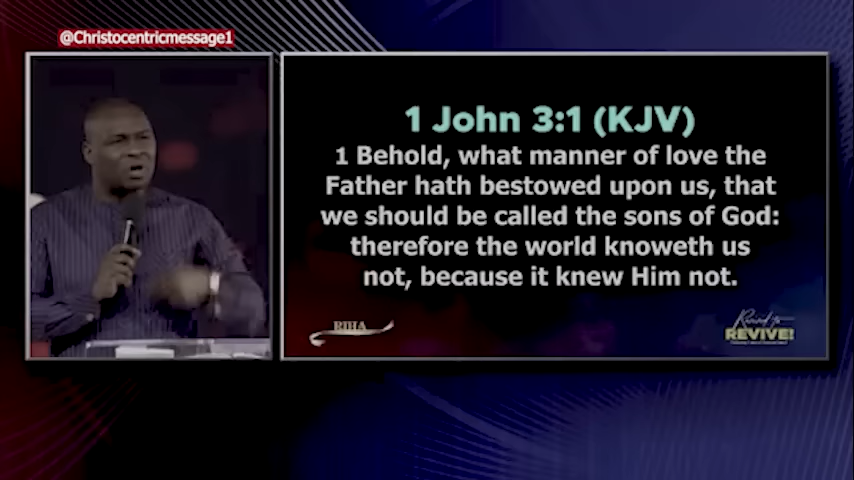 @Christocentricmessage1
1 John 3:1 (KJV)
1 Behold, what manner of love the
Father hath bestowed upon us, that
we should be called the sons of God:
therefore the world knoweth us
not, because it knew Him not.
REVIVE!